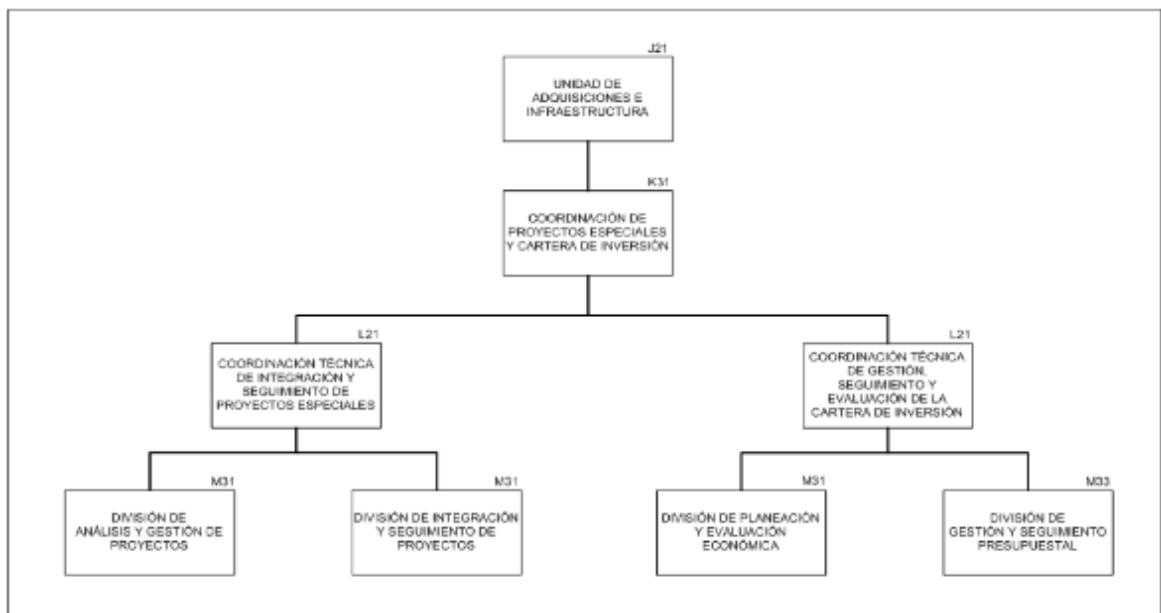 J21
UNIDAD DE
ADQUISICIONES E
INFRAESTRUCTURA
K31
COORDINACIÓN DE
PROYECTOS ESPECIALES
Y CARTERA DE INVERSIÓN
L21
COORDINACIÓN TÉCNICA
DE INTEGRACIÓN Y
SEGUIMIENTO DE
PROYECTOS ESPECIALES
L21
COORDINACIÓN TÉCNICA
DE GESTIÓN,
SEGUIMIENTO Y
EVALUACIÓN DE LA
CARTERA DE INVERSIÓN
M31
DIVISIÓN DE
ANÁLISIS Y GESTIÓN DE
PROYECTOS
M31
DIVISIÓN DE INTEGRACIÓN
Y SEGUIMIENTO DE
PROYECTOS
M31
DIVISIÓN DE PLANEACIÓN
Y EVALUACIÓN
ECONÓMICA
M33
DIVISIÓN DE
GESTIÓN Y SEGUIMIENTO
PRESUPUESTAL